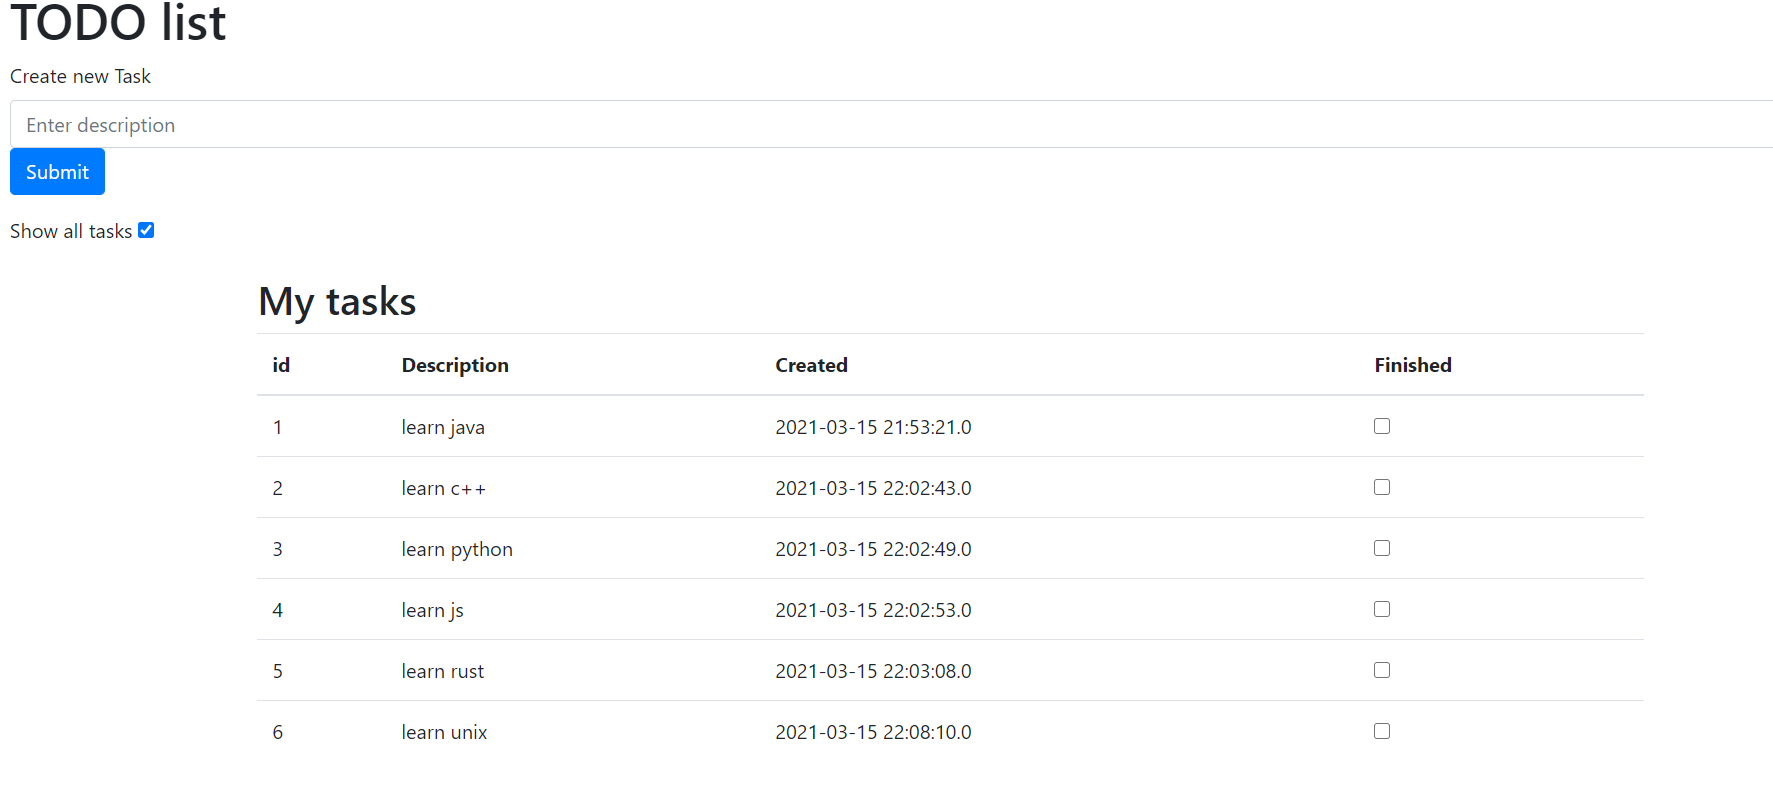 TODO list
Create new Task
Enter description
Submit
Show all tasks
My tasks
id Description Created Finished
1 learn java 2021-03-15 21:53:21.0
2 learn c++ 2021-03-15 22:02:43.0
3 learn python 2021-03-15 22:02:49.0
4 learn js 2021-03-15 22:02:53.0
5 learn rust 2021-03-15 22:03:08.0
6 learn unix 2021-03-15 22:08:10.0